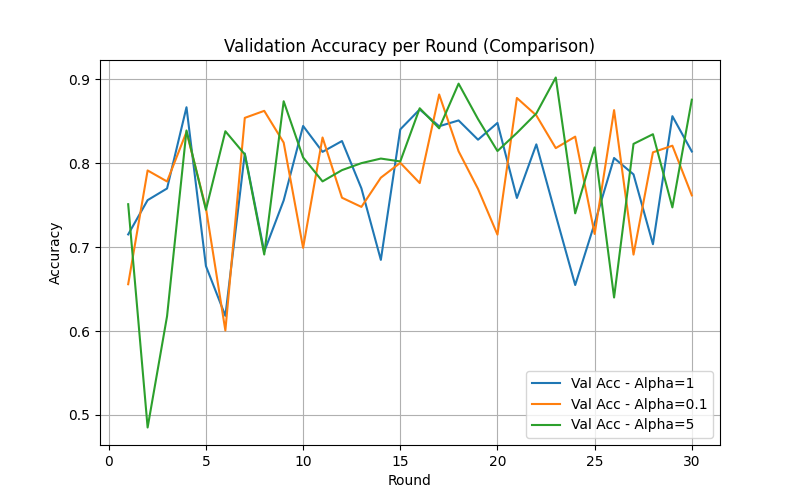 Validation Accuracy per Round (Comparison)
0.9
0.8
0.7
0.6
0.5
Accuracy
0 5 10 15 20 25 30
Round
Val Acc - Alpha=1
Val Acc - Alpha=0.1
Val Acc - Alpha=5